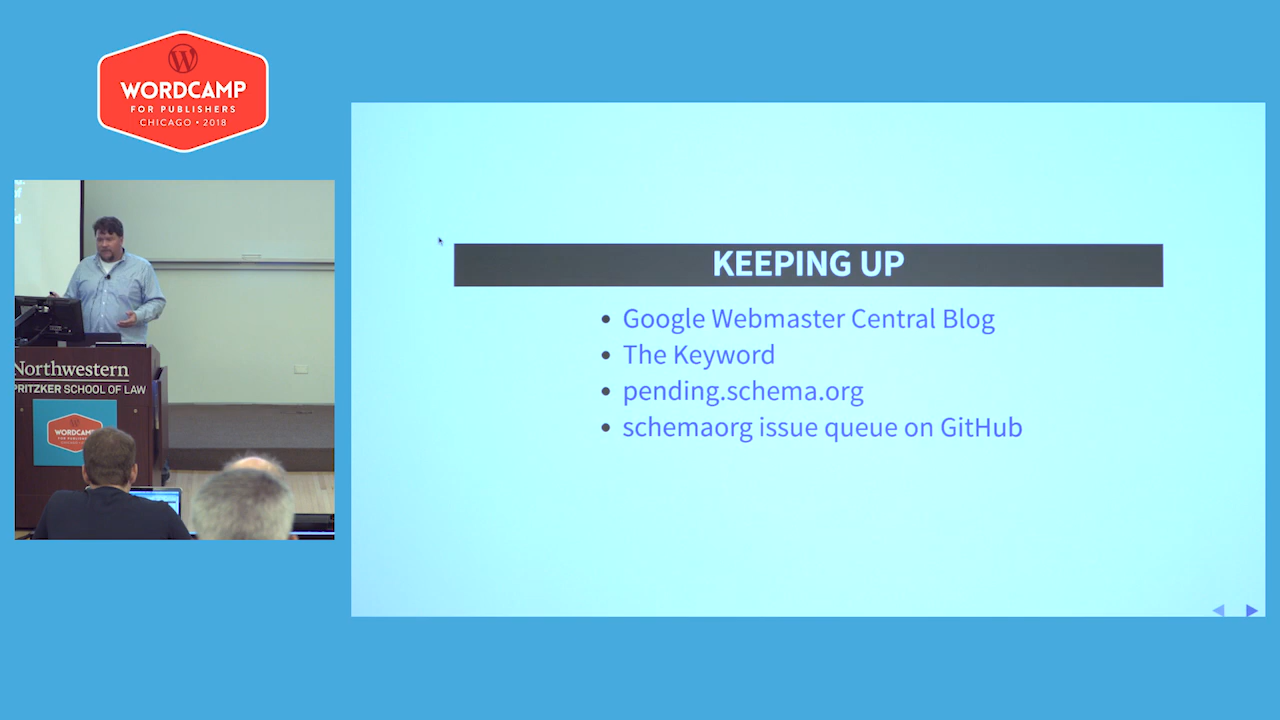 WORDCAMP
FOR PUBLISHERS
CHICAGO • 2018
KEEPING UP
• Google Webmaster Central Blog
• The Keyword
• pending.schema.org
• schemaorg issue queue on GitHub
Northwestern
PRITZKER SCHOOL OF LAW
WORDCAMP